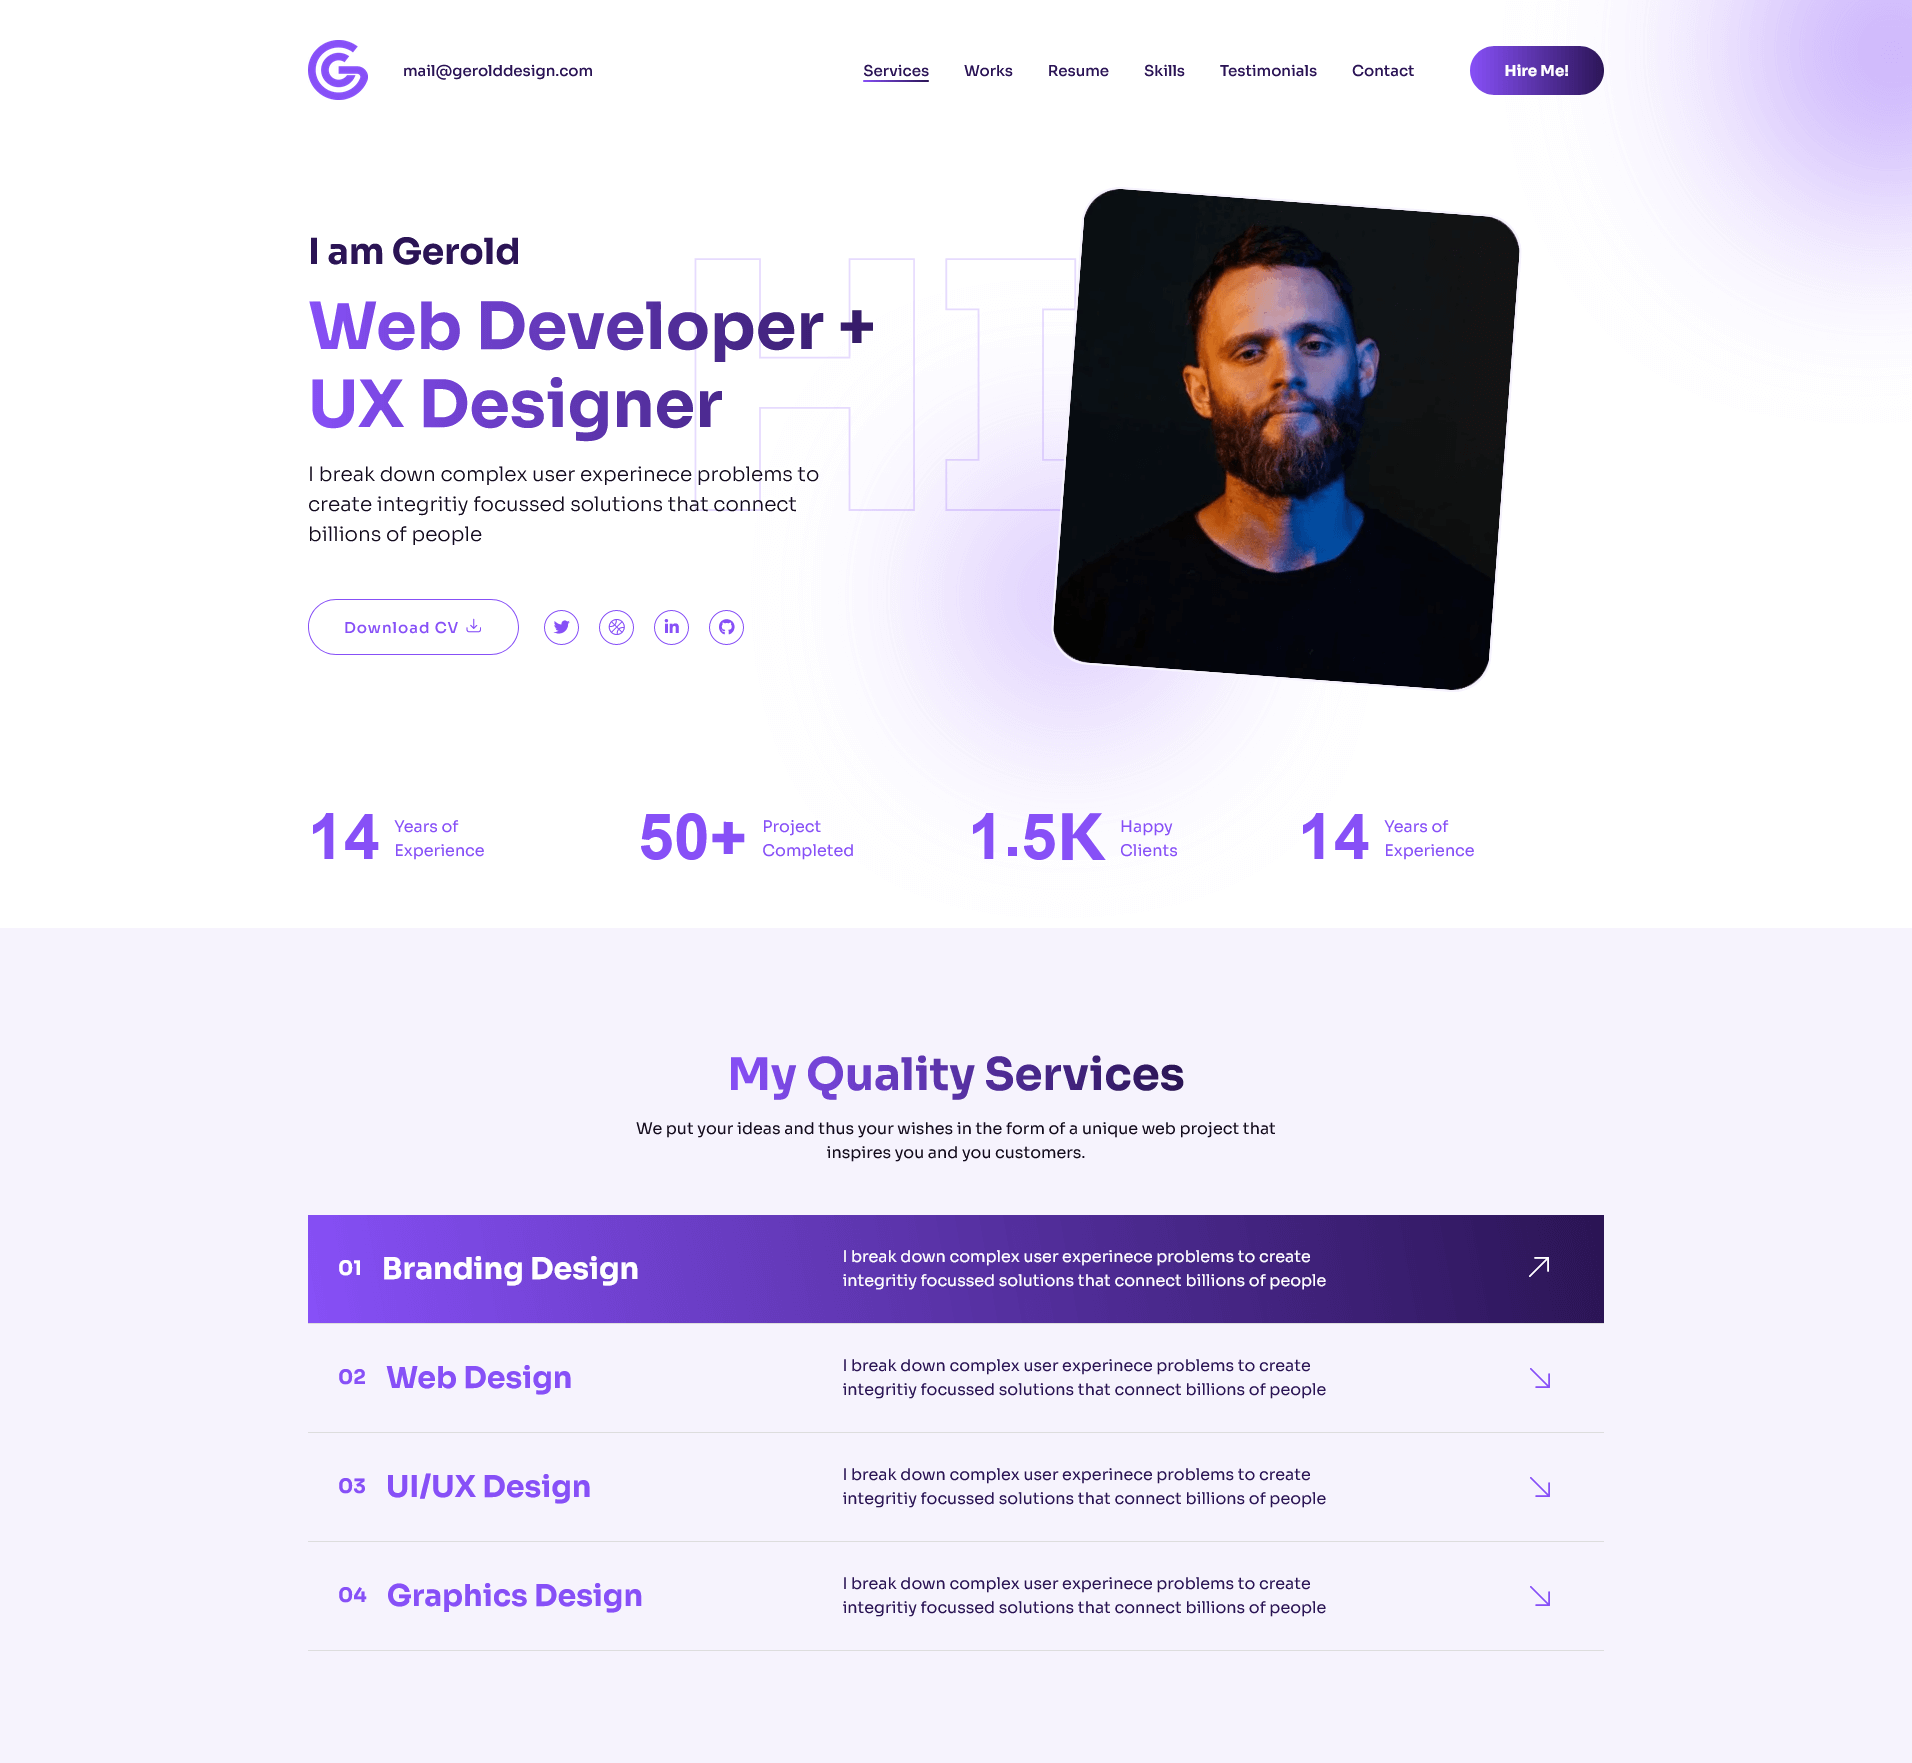 mail@gerolddesign.com
Services Works Resume Skills Testimonials Contact
Hire Me!
HI
I am Gerold
Web Developer +
UX Designer
I break down complex user experinece problems to
create integritiy focussed solutions that connect
billions of people
Download CV
14 Years of
Experience
50+ Project
Completed
1.5K Happy
Clients
14 Years of
Experience
My Quality Services
We put your ideas and thus your wishes in the form of a unique web project that
inspires you and you customers.
01 Branding Design
I break down complex user experinece problems to create
integritiy focussed solutions that connect billions of people
02 Web Design
I break down complex user experinece problems to create
integritiy focussed solutions that connect billions of people
03 UI/UX Design
I break down complex user experinece problems to create
integritiy focussed solutions that connect billions of people
04 Graphics Design
I break down complex user experinece problems to create
integritiy focussed solutions that connect billions of people